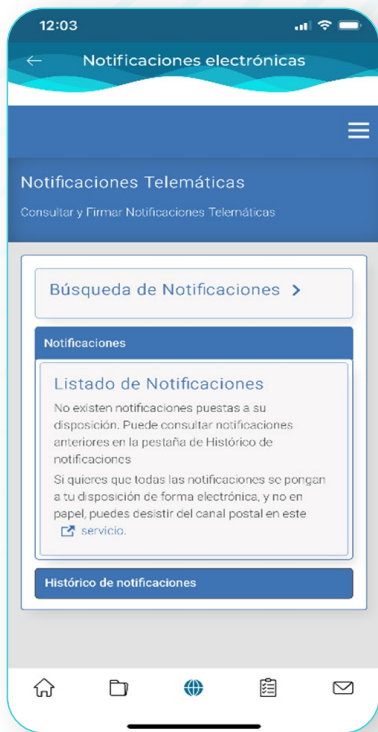 12:03
Notificaciones electrónicas
Notificaciones Telemáticas
Consultar y Firmar Notificaciones Telemáticas
Búsqueda de Notificaciones
Notificaciones
Listado de Notificaciones
No existen notificaciones puestas a su
disposición. Puede consultar notificaciones
anteriores en la pestaña de Histórico de
notificaciones
Si quieres que todas las notificaciones se pongan
a tu disposición de forma electrónica, y no en
papel, puedes desistir del canal postal en este
servicio.
Histórico de notificaciones